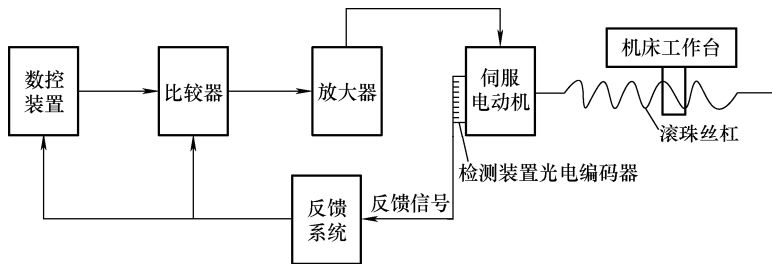 数控
装置
比较器
放大器
伺服
电动机
机床工作台
滚珠丝杠
检测装置光电编码器
反馈信号
反馈
系统